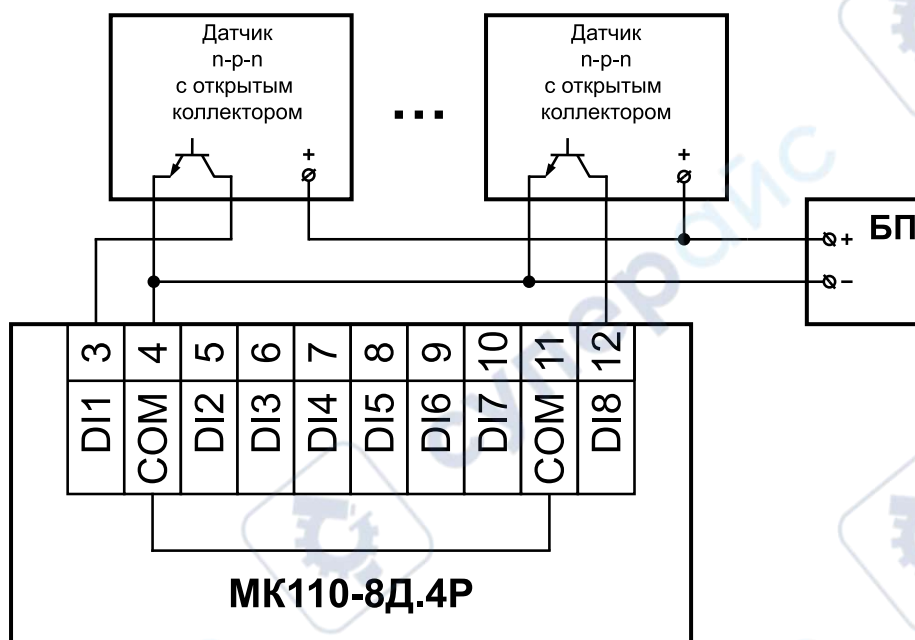 Датчик
n-p-n
с открытым
коллектором
+
...
Датчик
n-p-n
с открытым
коллектором
+
БП
+
−
3 4 5 6 7 8 9 10 11 12
DI1 COM DI2 DI3 DI4 DI5 DI6 DI7 COM DI8
МК110-8Д.4Р
суперайс